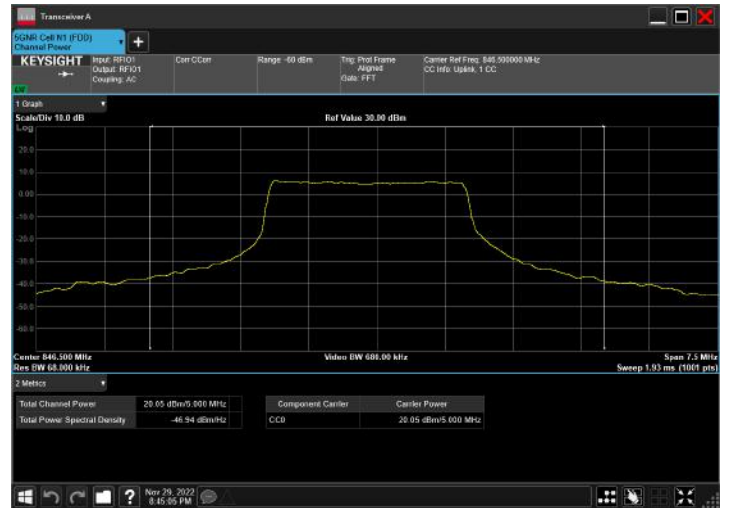 Transceiver A
5GNR Cell N1 (FDD)
Channel Power
+
KEYSIGHT
Input: RFIO1
Output: RFIO1
Coupling: AC
Corr CCorr
Range: -60 dBm
Trig: Prot Frame
Aligned
Gate: FFT
Carrier Ref Freq: 846.500000 MHz
CC Info: Uplink, 1 CC
1 Graph
Scale/Div 10.0 dB
Ref Value 30.00 dBm
Log
20.0
10.0
0.00
-10.0
-20.0
-30.0
-40.0
-50.0
-60.0
Center 846.500 MHz
Video BW 680.00 kHz
Span 7.5 MHz
Res BW 68.000 kHz
Sweep 1.93 ms (1001 pts)
2 Metrics
Total Channel Power 20.05 dBm/5.000 MHz
Total Power Spectral Density -46.94 dBm/Hz
Component Carrier Carrier Power
CC0 20.05 dBm/5.000 MHz
?
Nov 29, 2022
8:45:05 PM